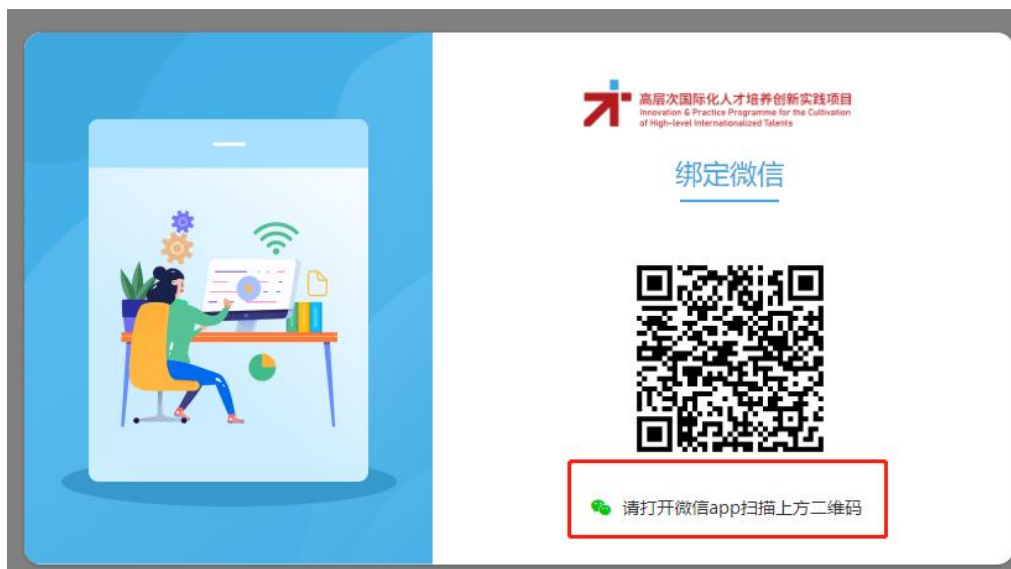 高层次国际化人才培养创新实践项目
Innovation & Practice Programme for the Cultivation
of High-level Internationalized Talents
绑定微信
请打开微信app扫描上方二维码